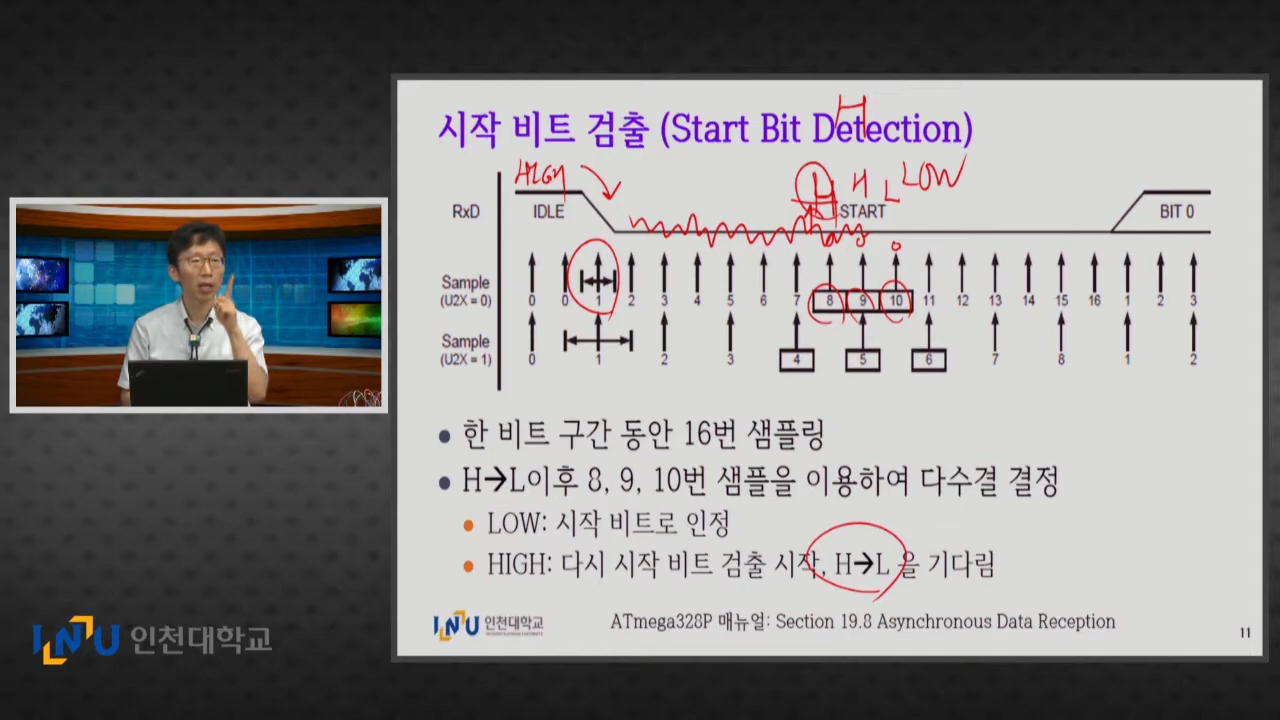 시작 비트 검출 (Start Bit Detection)
H
HIGH
H
H
L
LOW
RxD
IDLE
START
BIT 0
0
Sample
(U2X = 0)
0 0 1 2 3 4 5 6 7 8 9 10 11 12 13 14 15 16 1 2 3
Sample
(U2X = 1)
0 1 2 3 4 5 6 7 8 1 2
• 한 비트 구간 동안 16번 샘플링
• H→L이후 8, 9, 10번 샘플을 이용하여 다수결 결정
• LOW: 시작 비트로 인정
• HIGH: 다시 시작 비트 검출 시작, H→L 을 기다림
INU 인천대학교
ATmega328P 매뉴얼: Section 19.8 Asynchronous Data Reception
11
INU 인천대학교